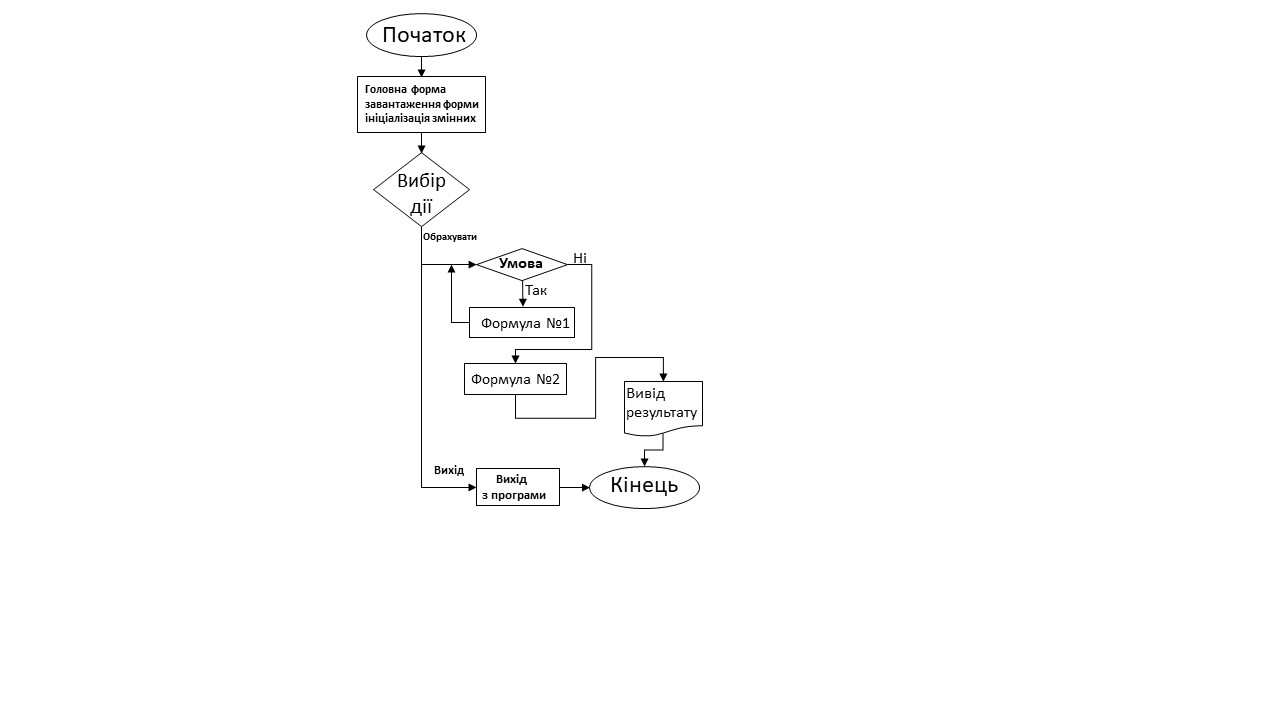 Початок
Головна форма
завантаження форми
ініціалізація змінних
Вибір
дії
Обрахувати
Умова
Ні
Так
Формула №1
Формула №2
Вивід
результату
Вихід
Вихід
з програми
Кінець